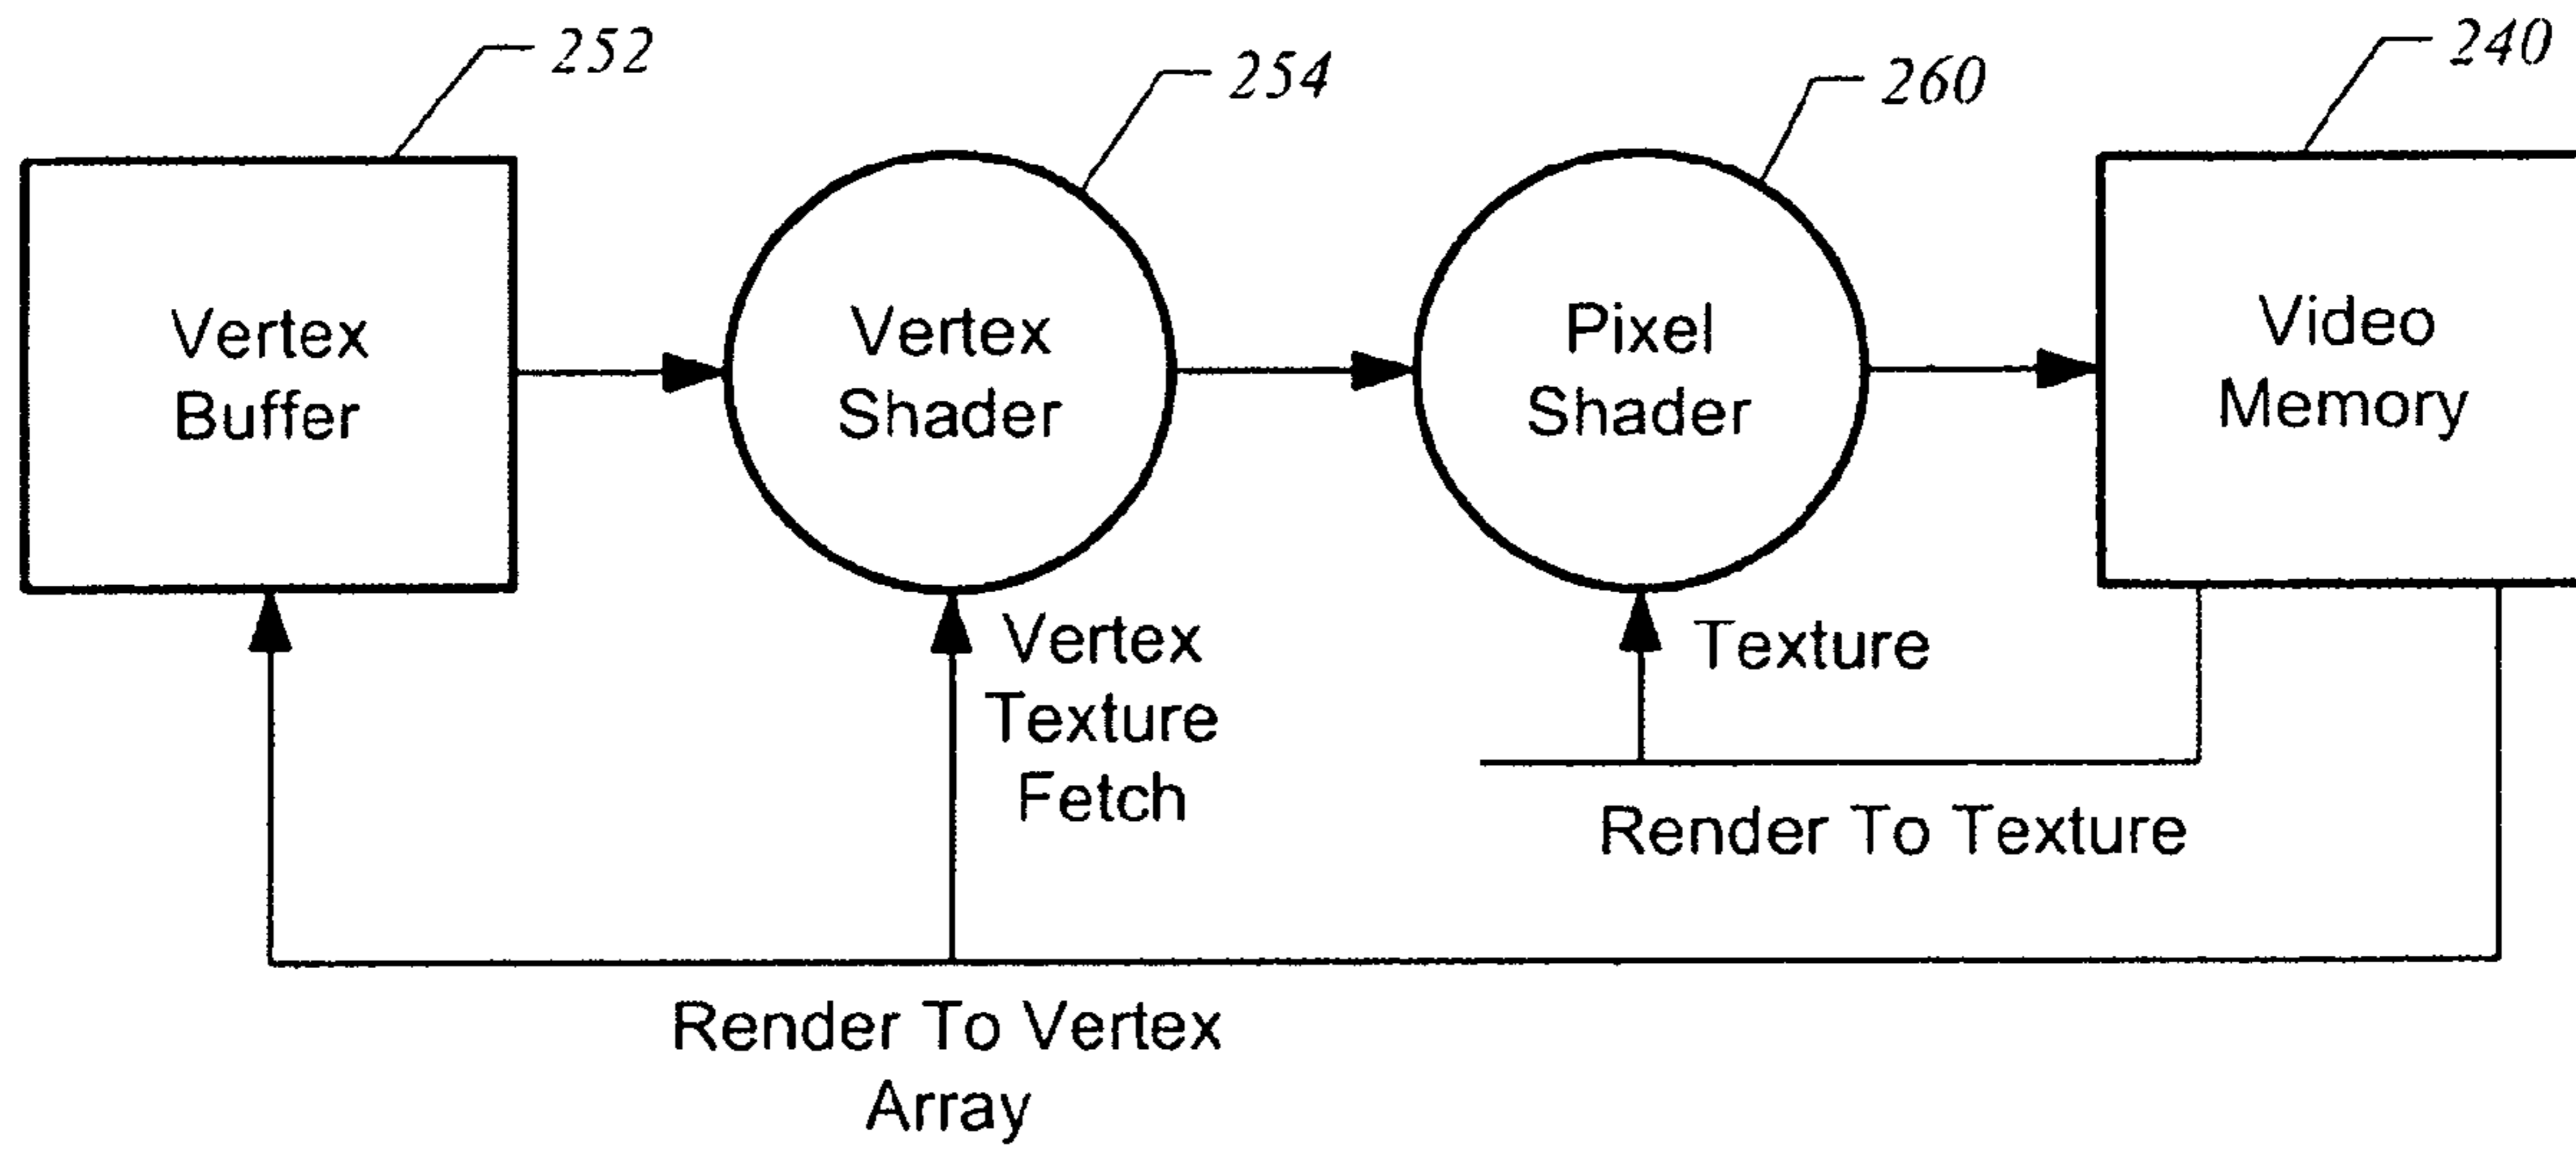 252
254
260
240
Vertex
Buffer
Vertex
Shader
Pixel
Shader
Video
Memory
Vertex
Texture
Fetch
Texture
Render To Texture
Render To Vertex
Array